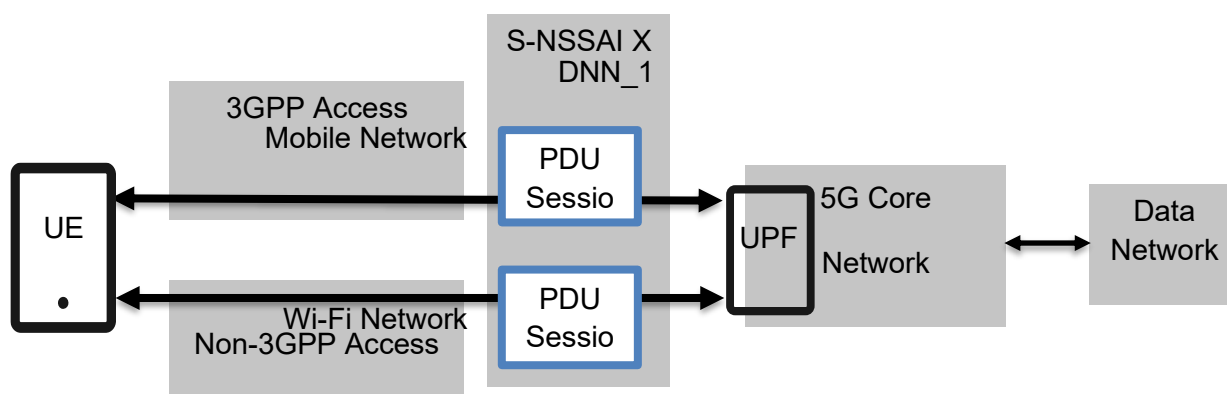 S-NSSAI X
DNN_1
3GPP Access
Mobile Network
PDU
Sessio
UE
UPF
5G Core
Network
Data
Network
PDU
Sessio
Wi-Fi Network
Non-3GPP Access